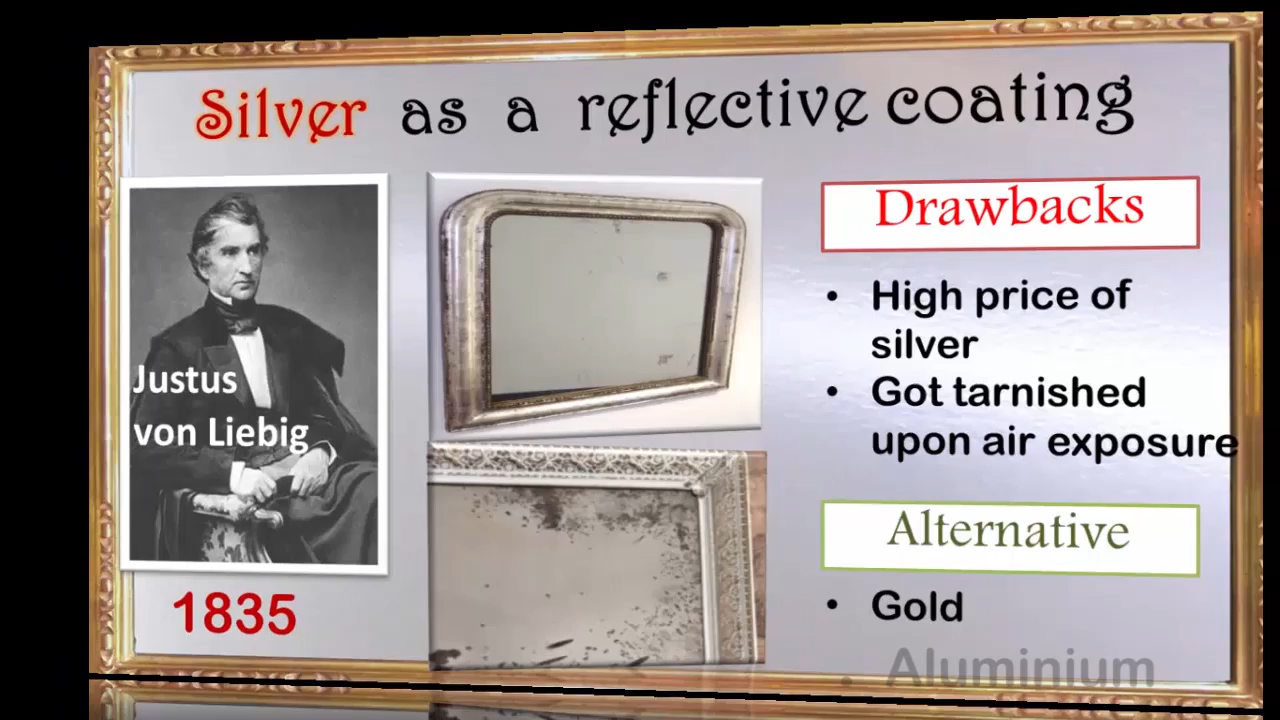 Silver as a reflective coating
Justus
von Liebig
1835
Drawbacks
• High price of
silver
• Got tarnished
upon air exposure
Alternative
• Gold
• Aluminium